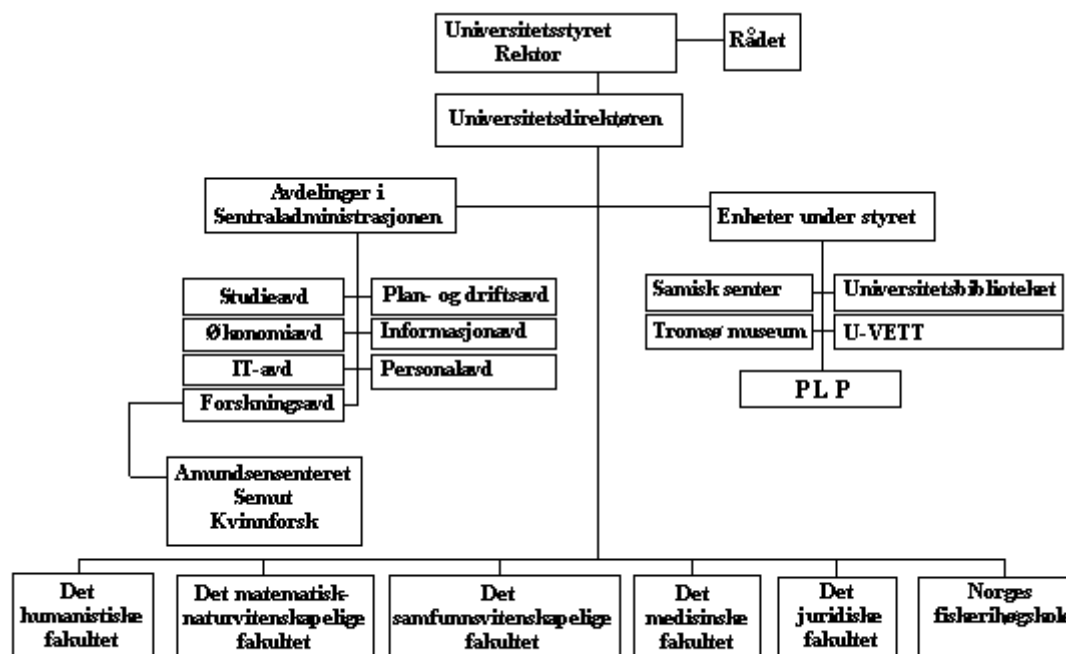 Universitetsstyret
Rektor
Rådet
Universitetsdirektøren
Avdelinger i
Sentraladministrasjonen
Enheter under styret
Studieavd
Plan- og driftsavd
Økonomiavd
Informasjonavd
IT-avd
Personalavd
Forskningsavd
Samisk senter
Universitetsbiblioteket
Tromsø museum
U-VETT
P L P
Amundsensenteret
Semut
Kvinnforsk
Det
humanistiske
fakultet
Det matematisk-
naturvitenskapelige
fakultet
Det
samfunnsvitenskapelige
fakultet
Det
medisinske
fakultet
Det
juridiske
fakultet
Norges
fiskerihøgskole